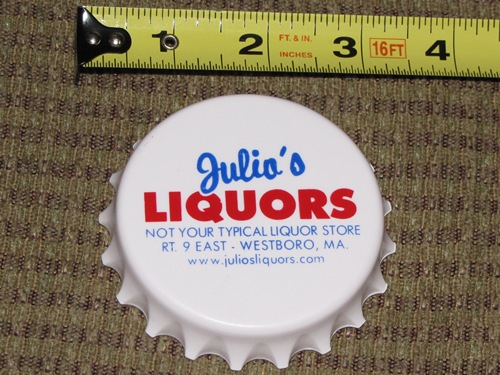 1 2 FT. & IN. INCHES 3 16FT 4
Julio's
LIQUORS
NOT YOUR TYPICAL LIQUOR STORE
RT. 9 EAST - WESTBORO, MA.
www.juliosliquors.com